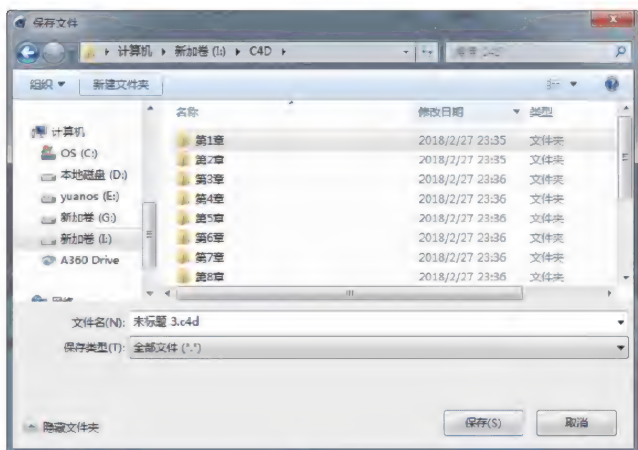 保存文件
计算机 ▸ 新加卷 (I:) ▸ C4D ▸
组织 ▼ 新建文件夹
名称 修改日期 类型
计算机
OS (C:)
本地磁盘 (D:)
yuanos (E:)
新加卷 (G:)
新加卷 (I:)
A360 Drive
网络
第1章 2018/2/27 23:35 文件夹
第2章 2018/2/27 23:35 文件夹
第3章 2018/2/27 23:36 文件夹
第4章 2018/2/27 23:36 文件夹
第5章 2018/2/27 23:36 文件夹
第6章 2018/2/27 23:36 文件夹
第7章 2018/2/27 23:36 文件夹
第8章 2018/2/27 23:36 文件夹
文件名(N): 未标题 3.c4d
保存类型(T): 全部文件 (*.*)
隐藏文件夹 保存(S) 取消